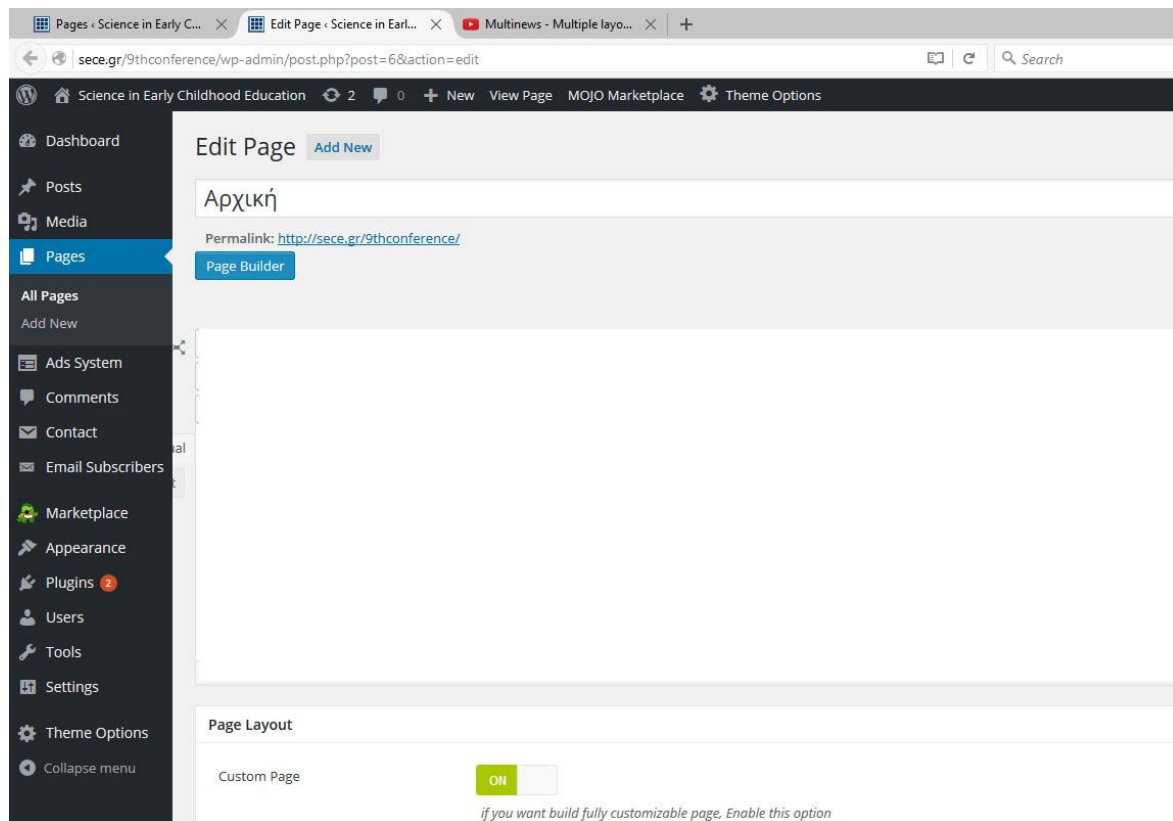 Pages ‹ Science in Early C...
Edit Page ‹ Science in Earl...
Multinews - Multiple layo...
sece.gr/9thconference/wp-admin/post.php?post=6&action=edit
Search
Science in Early Childhood Education
2
0
New
View Page
MOJO Marketplace
Theme Options
Dashboard
Posts
Media
Pages
All Pages
Add New
Ads System
Comments
Contact
Email Subscribers
Marketplace
Appearance
Plugins 2
Users
Tools
Settings
Theme Options
Collapse menu
Edit Page Add New
Αρχική
Permalink: http://sece.gr/9thconference/
Page Builder
Page Layout
Custom Page
ON
if you want build fully customizable page, Enable this option